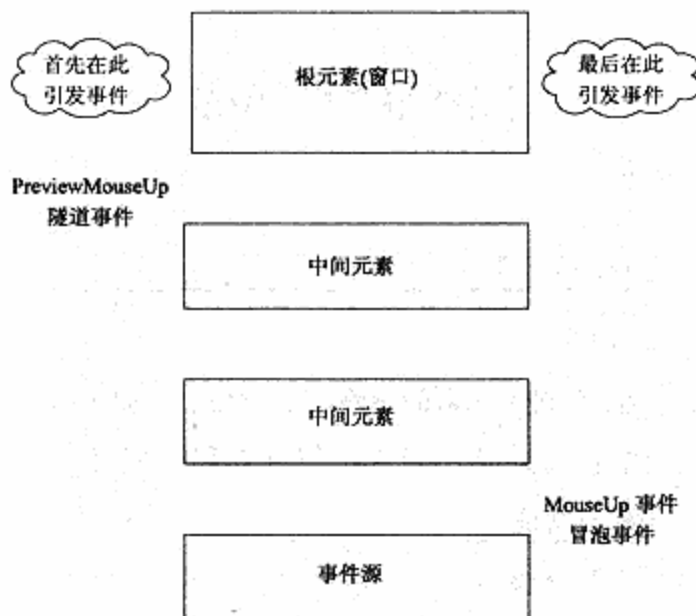 首先在此
引发事件
根元素(窗口)
最后在此
引发事件
PreviewMouseUp
隧道事件
中间元素
中间元素
MouseUp 事件
冒泡事件
事件源